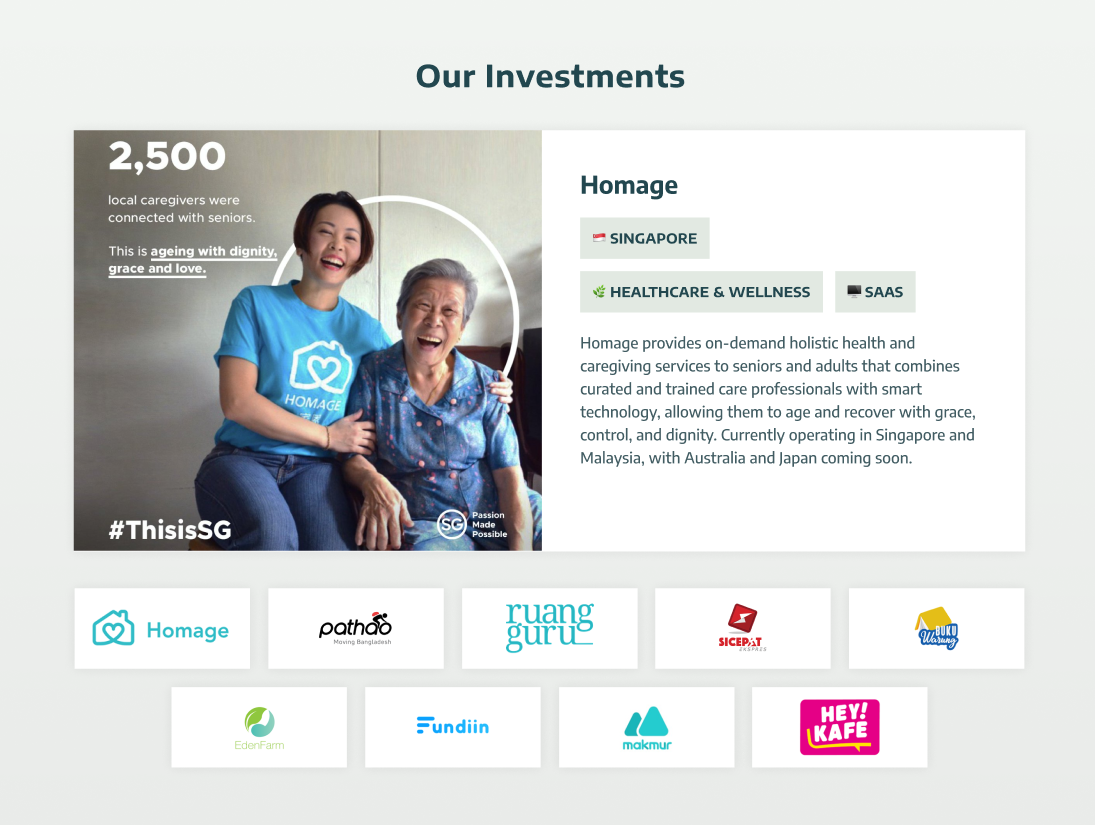 Our Investments
2,500
local caregivers were
connected with seniors.
This is ageing with dignity,
grace and love.
HOMAGE
#ThisisSG
SG
Passion
Made
Possible
Homage
SINGAPORE
HEALTHCARE & WELLNESS
SAAS
Homage provides on-demand holistic health and
caregiving services to seniors and adults that combines
curated and trained care professionals with smart
technology, allowing them to age and recover with grace,
control, and dignity. Currently operating in Singapore and
Malaysia, with Australia and Japan coming soon.
Homage
pathao
Moving Bangladesh
ruang
guru
SICEPAT
EKSPRES
BUKU
Warung
EdenFarm
Fundiin
makmur
HEY!
KAFE